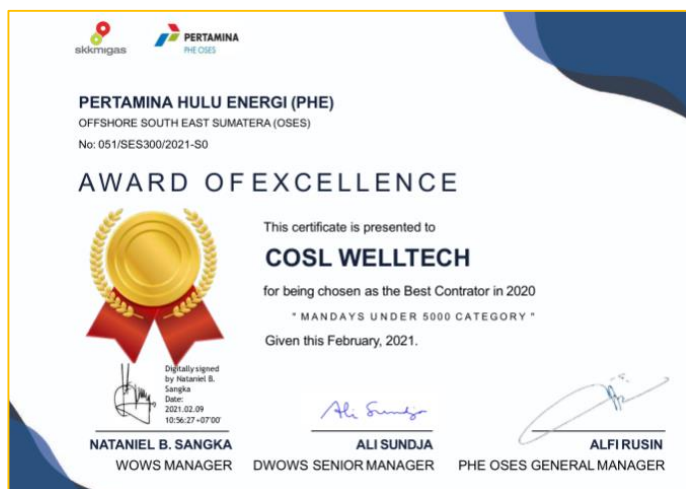 skkmigas
PERTAMINA
PHE OSES
PERTAMINA HULU ENERGI (PHE)
OFFSHORE SOUTH EAST SUMATERA (OSES)
No: 051/SES300/2021-S0
AWARD OFEXCELLENCE
This certificate is presented to
COSL WELLTECH
for being chosen as the Best Contrator in 2020
" MANDAYS UNDER 5000 CATEGORY "
Given this February, 2021.
Digitally signed
by Nataniel B.
Sangka
Date:
2021.02.09
10:56:27+07'00'
Ali Sundja
NATANIEL B. SANGKA
WOWS MANAGER
ALI SUNDJA
DWOWS SENIOR MANAGER
ALFI RUSIN
PHE OSES GENERAL MANAGER